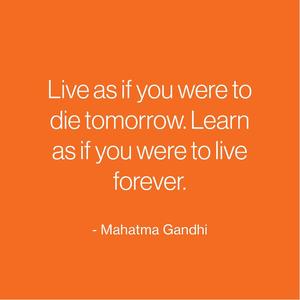 Live as if you were to
die tomorrow. Learn
as if you were to live
forever.
- Mahatma Gandhi